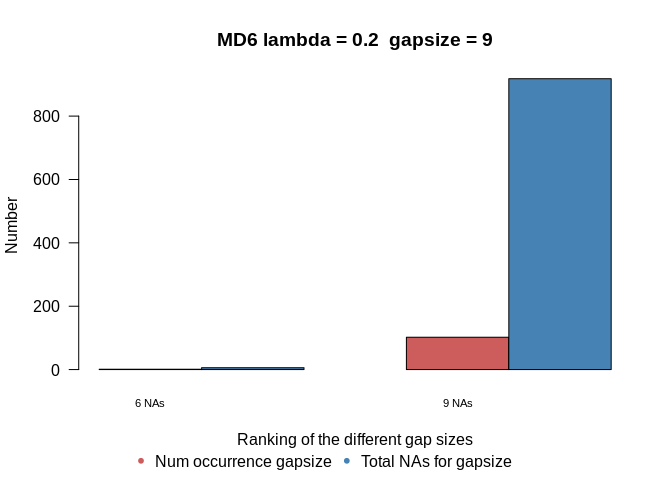 MD6 lambda = 0.2  gapsize = 9
800
600
400
200
0
Number
6 NAs
9 NAs
Ranking of the different gap sizes
Num occurrence gapsize
Total NAs for gapsize